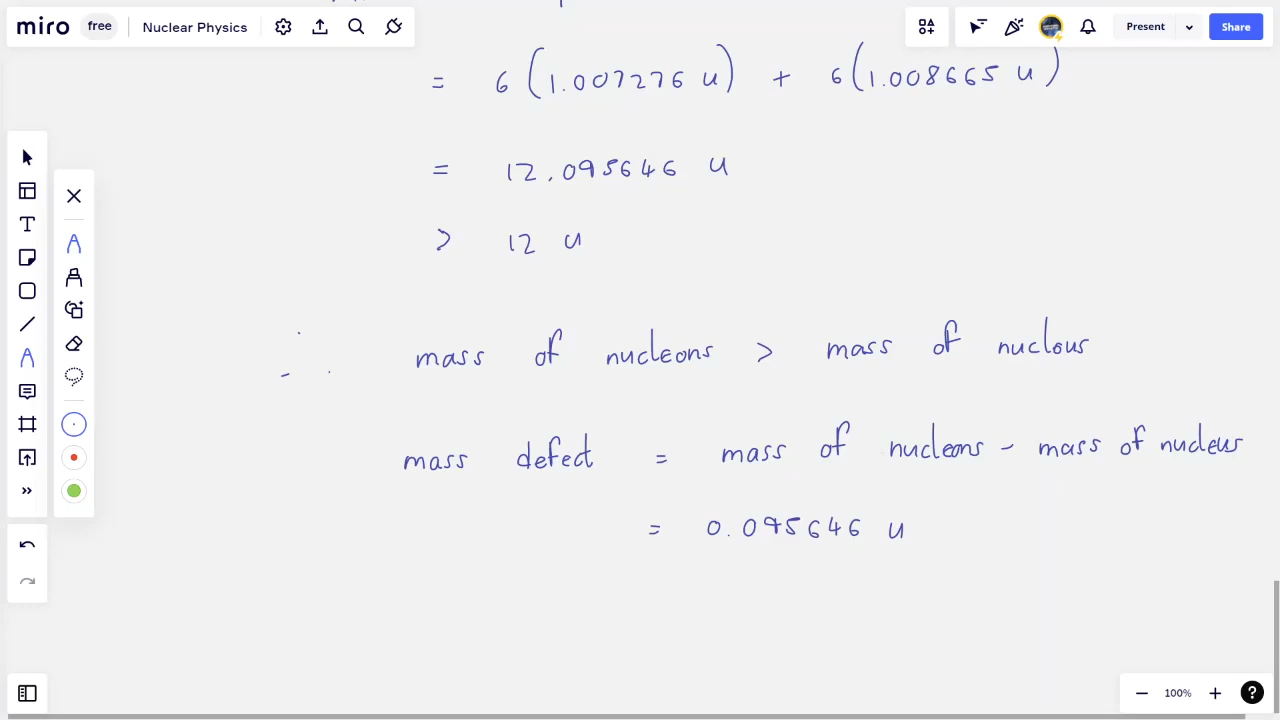 miro free Nuclear Physics Present Share
= 6 (1.007276 u) + 6(1.008665 u)
= 12.095646 u
> 12 u
∴ mass of nucleons > mass of nuclous
mass defect = mass of nucleons - mass of nucleus
= 0.095646 u
100%